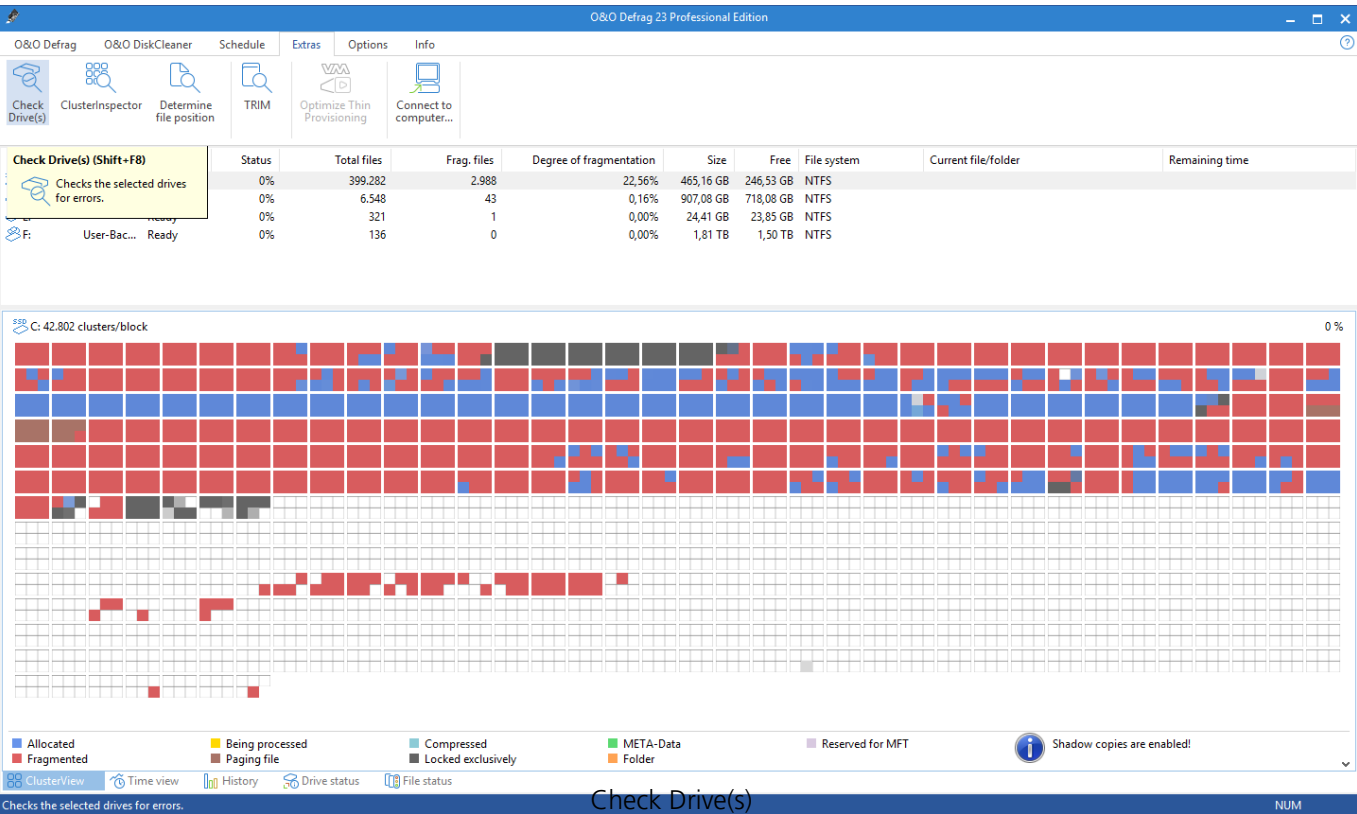 O&O Defrag 23 Professional Edition
O&O Defrag O&O DiskCleaner Schedule Extras Options Info
Check Drive(s) ClusterInspector Determine file position TRIM Optimize Thin Provisioning Connect to computer...
Check Drive(s) (Shift+F8)
Checks the selected drives
for errors.
Status Total files Frag. files Degree of fragmentation Size Free File system Current file/folder Remaining time
0% 399.282 2.988 22,56% 465,16 GB 246,53 GB NTFS
0% 6.548 43 0,16% 907,08 GB 718,08 GB NTFS
0% 321 1 0,00% 24,41 GB 23,85 GB NTFS
F: User-Bac... Ready 0% 136 0 0,00% 1,81 TB 1,50 TB NTFS
SSD C: 42.802 clusters/block 0 %
Allocated Being processed Compressed META-Data Reserved for MFT Shadow copies are enabled!
Fragmented Paging file Locked exclusively Folder
ClusterView Time view History Drive status File status
Check Drive(s)
Checks the selected drives for errors. NUM